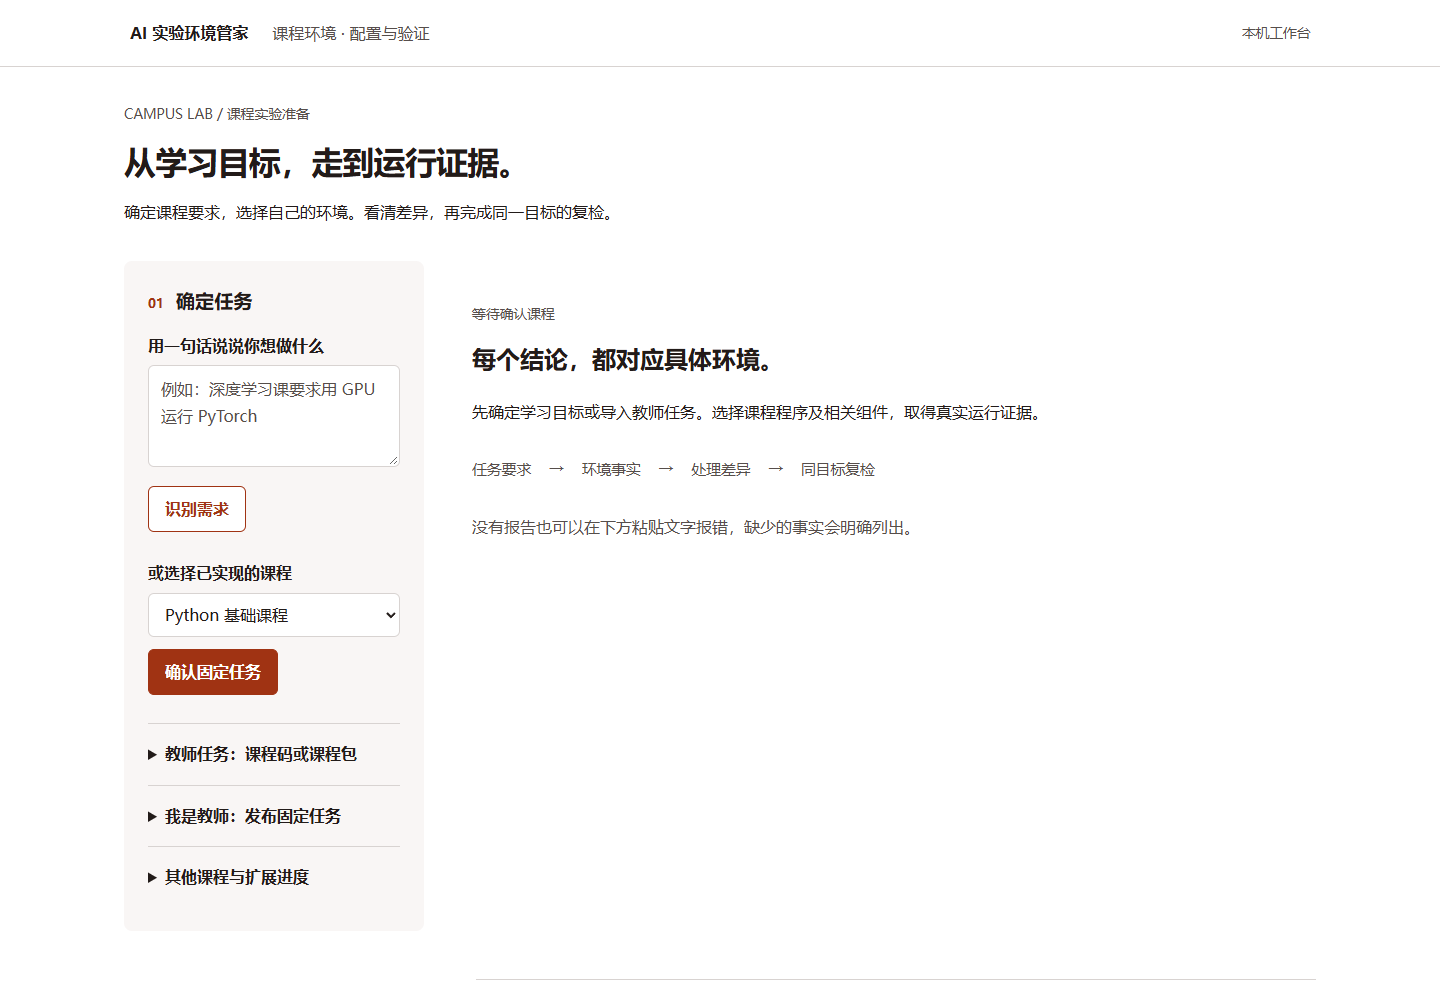 AI 实验环境管家
课程环境 · 配置与验证
本机工作台
CAMPUS LAB / 课程实验准备
从学习目标，走到运行证据。
确定课程要求，选择自己的环境。看清差异，再完成同一目标的复检。
01 确定任务
用一句话说说你想做什么
例如：深度学习课要求用 GPU
运行 PyTorch
识别需求
或选择已实现的课程
Python 基础课程
确认固定任务
教师任务：课程码或课程包
我是教师：发布固定任务
其他课程与扩展进度
等待确认课程
每个结论，都对应具体环境。
先确定学习目标或导入教师任务。选择课程程序及相关组件，取得真实运行证据。
任务要求 → 环境事实 → 处理差异 → 同目标复检
没有报告也可以在下方粘贴文字报错，缺少的事实会明确列出。